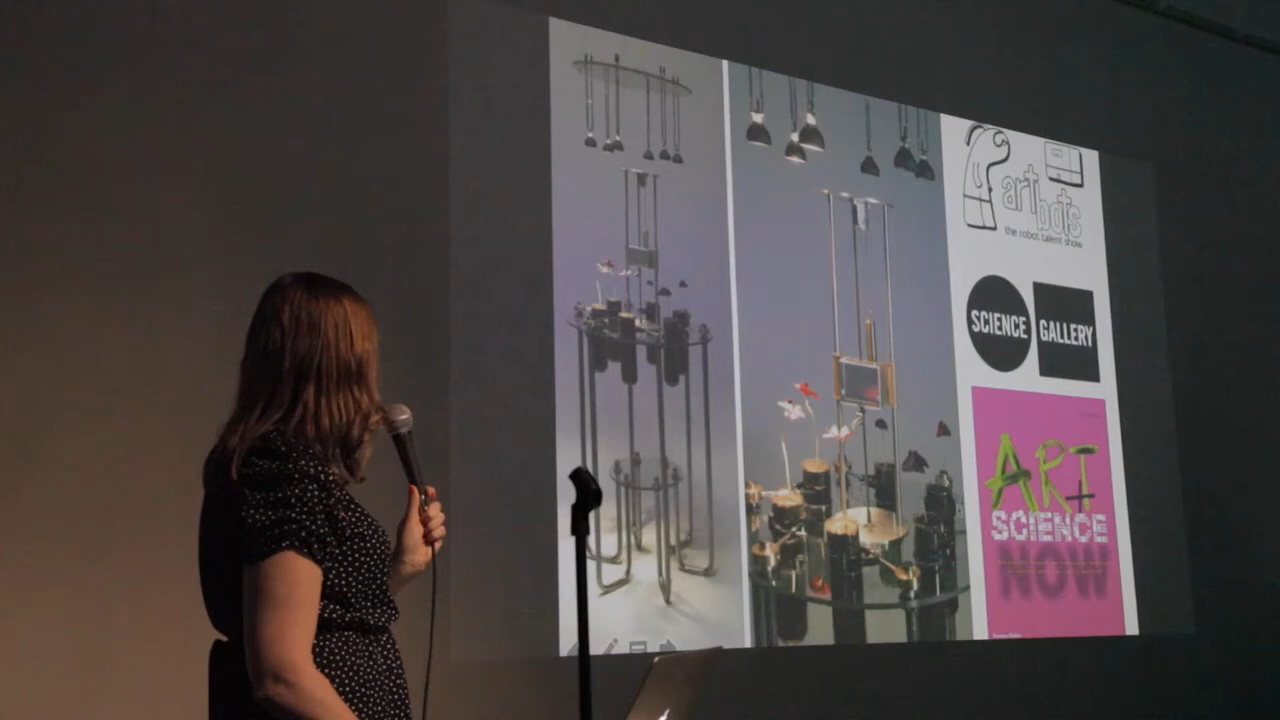 art
bots
the robot talent show
SCIENCE
GALLERY
ART
+
SCIENCE
NOW